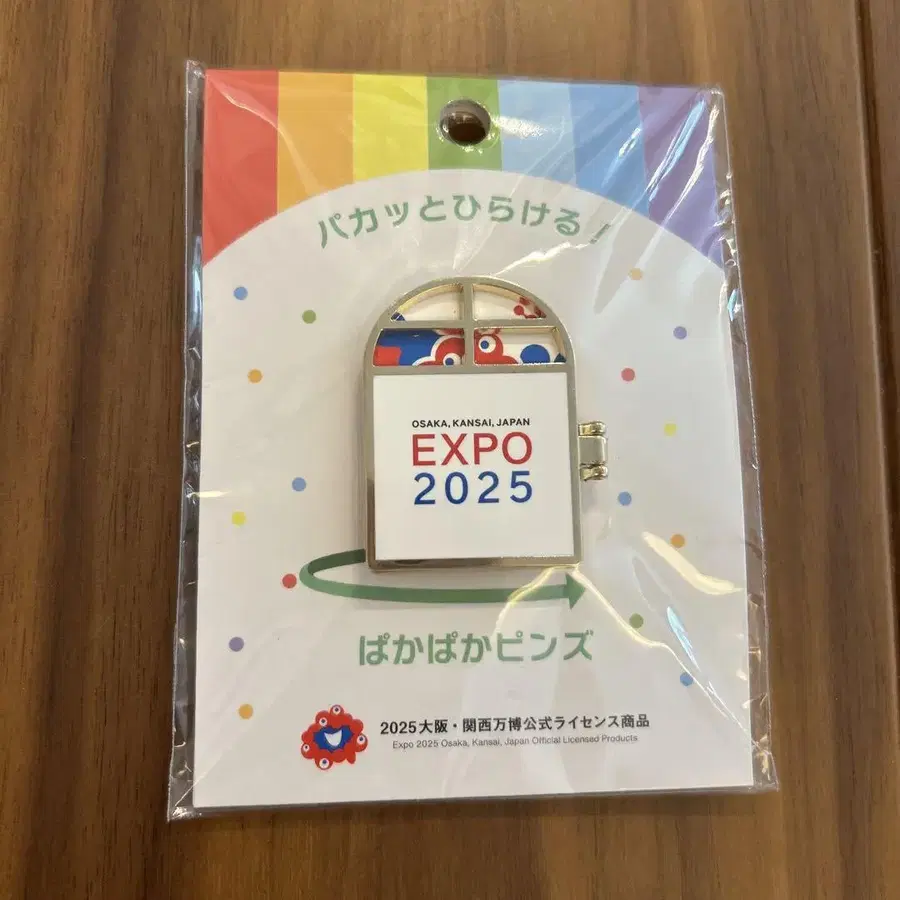 パカッとひらける!
OSAKA, KANSAI, JAPAN
EXPO
2025
ぱかぱかピンズ
2025大阪・関西万博公式ライセンス商品
Expo 2025 Osaka, Kansai, Japan Official Licensed Products